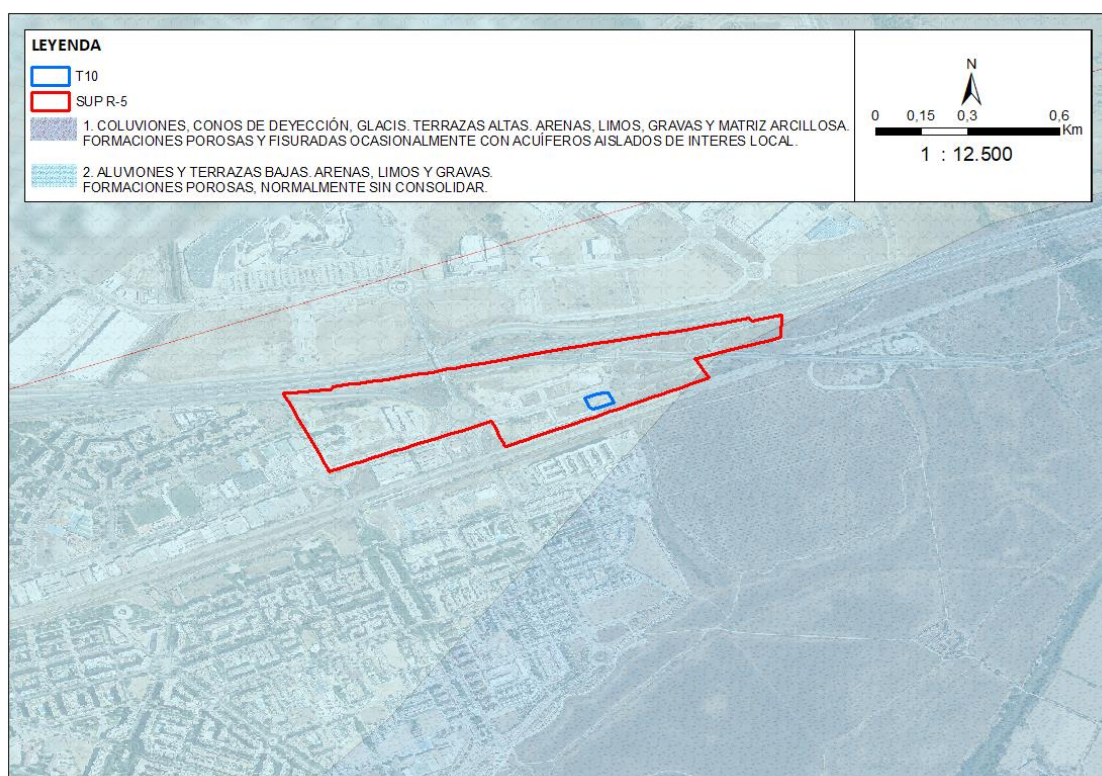 LEYENDA
T10
SUP R-5
1. COLUVIONES, CONOS DE DEYECCIÓN, GLACIS. TERRAZAS ALTAS. ARENAS, LIMOS, GRAVAS Y MATRIZ ARCILLOSA.
FORMACIONES POROSAS Y FISURADAS OCASIONALMENTE CON ACUÍFEROS AISLADOS DE INTERES LOCAL.
2. ALUVIONES Y TERRAZAS BAJAS. ARENAS, LIMOS Y GRAVAS.
FORMACIONES POROSAS, NORMALMENTE SIN CONSOLIDAR.
N
0 0,15 0,3 0,6
Km
1 : 12.500